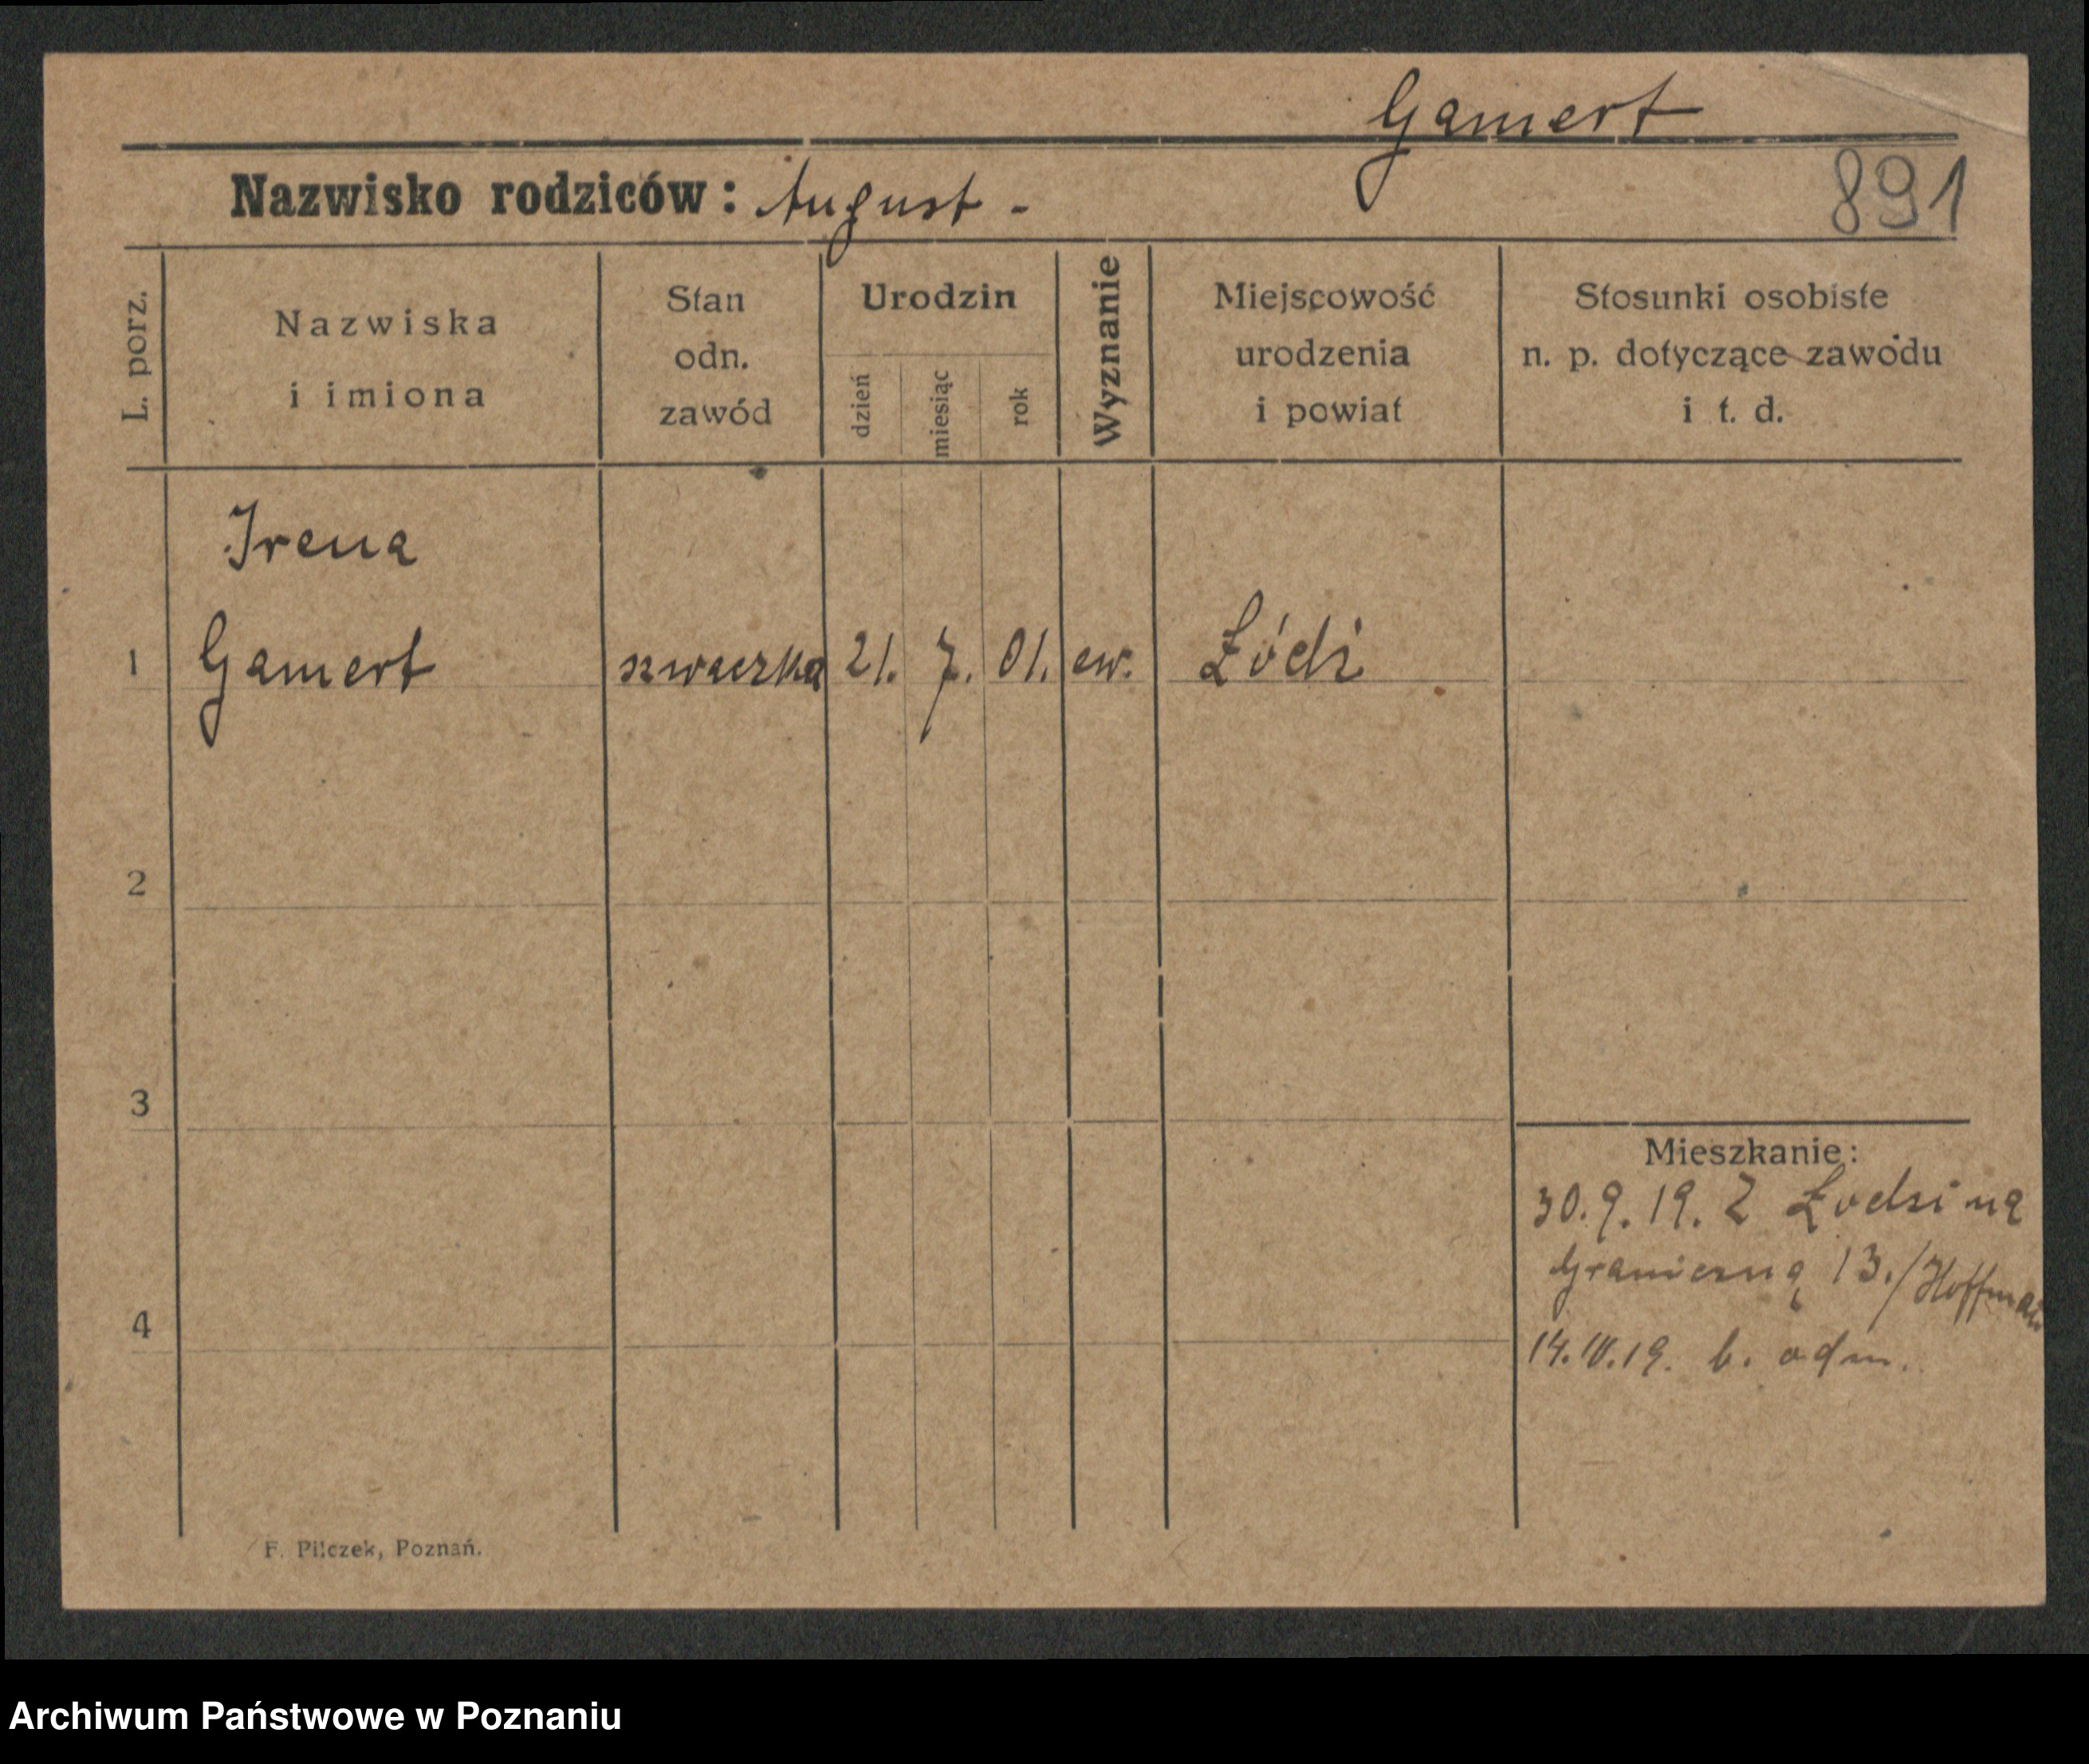 Gamert
Nazwisko rodziców: August -
891
L. porz.
Nazwiska
i imiona
Stan
odn.
zawód
Urodzin
dzień
miesiąc
rok
Wyznanie
Miejscowość
urodzenia
i powiat
Stosunki osobiste
n. p. dotyczące zawodu
i t. d.
Irena
1 Gamert szwaczka 21. 7. 01. ew. Łódź
2
3
Mieszkanie:
30. 9. 19. Z Łodzi na
Graniczną 13./Hoffman
4
14. 10. 19. b. odm.
F. Pilczek, Poznań.
Archiwum Państwowe w Poznaniu